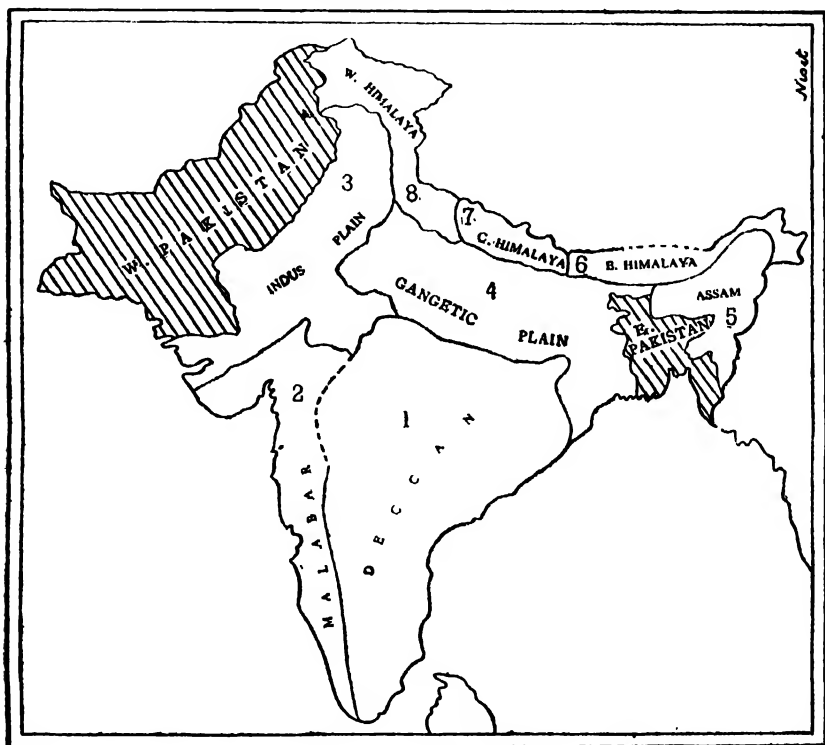 Niset
W. HIMALAYA
W. PAKISTAN
3
INDUS PLAIN
8
7
C. HIMALAYA
6
E. HIMALAYA
4
GANGETIC PLAIN
ASSAM
5
E. PAKISTAN
2
MALABAR
1
DECCAN